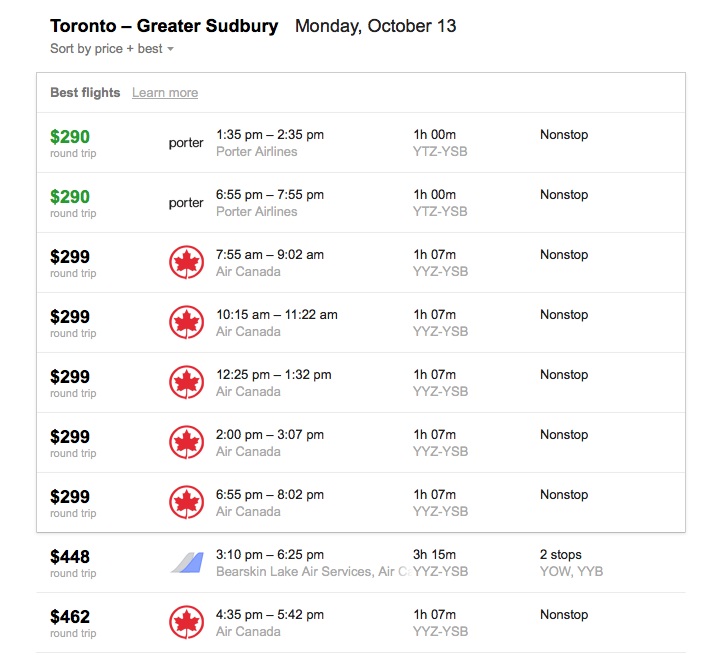 Toronto – Greater Sudbury Monday, October 13
Sort by price + best
Best flights Learn more
$290 porter 1:35 pm – 2:35 pm 1h 00m Nonstop
round trip Porter Airlines YTZ-YSB
$290 porter 6:55 pm – 7:55 pm 1h 00m Nonstop
round trip Porter Airlines YTZ-YSB
$299 7:55 am – 9:02 am 1h 07m Nonstop
round trip Air Canada YYZ-YSB
$299 10:15 am – 11:22 am 1h 07m Nonstop
round trip Air Canada YYZ-YSB
$299 12:25 pm – 1:32 pm 1h 07m Nonstop
round trip Air Canada YYZ-YSB
$299 2:00 pm – 3:07 pm 1h 07m Nonstop
round trip Air Canada YYZ-YSB
$299 6:55 pm – 8:02 pm 1h 07m Nonstop
round trip Air Canada YYZ-YSB
$448 3:10 pm – 6:25 pm 3h 15m 2 stops
round trip Bearskin Lake Air Services, Air C YYZ-YSB YOW, YYB
$462 4:35 pm – 5:42 pm 1h 07m Nonstop
round trip Air Canada YYZ-YSB